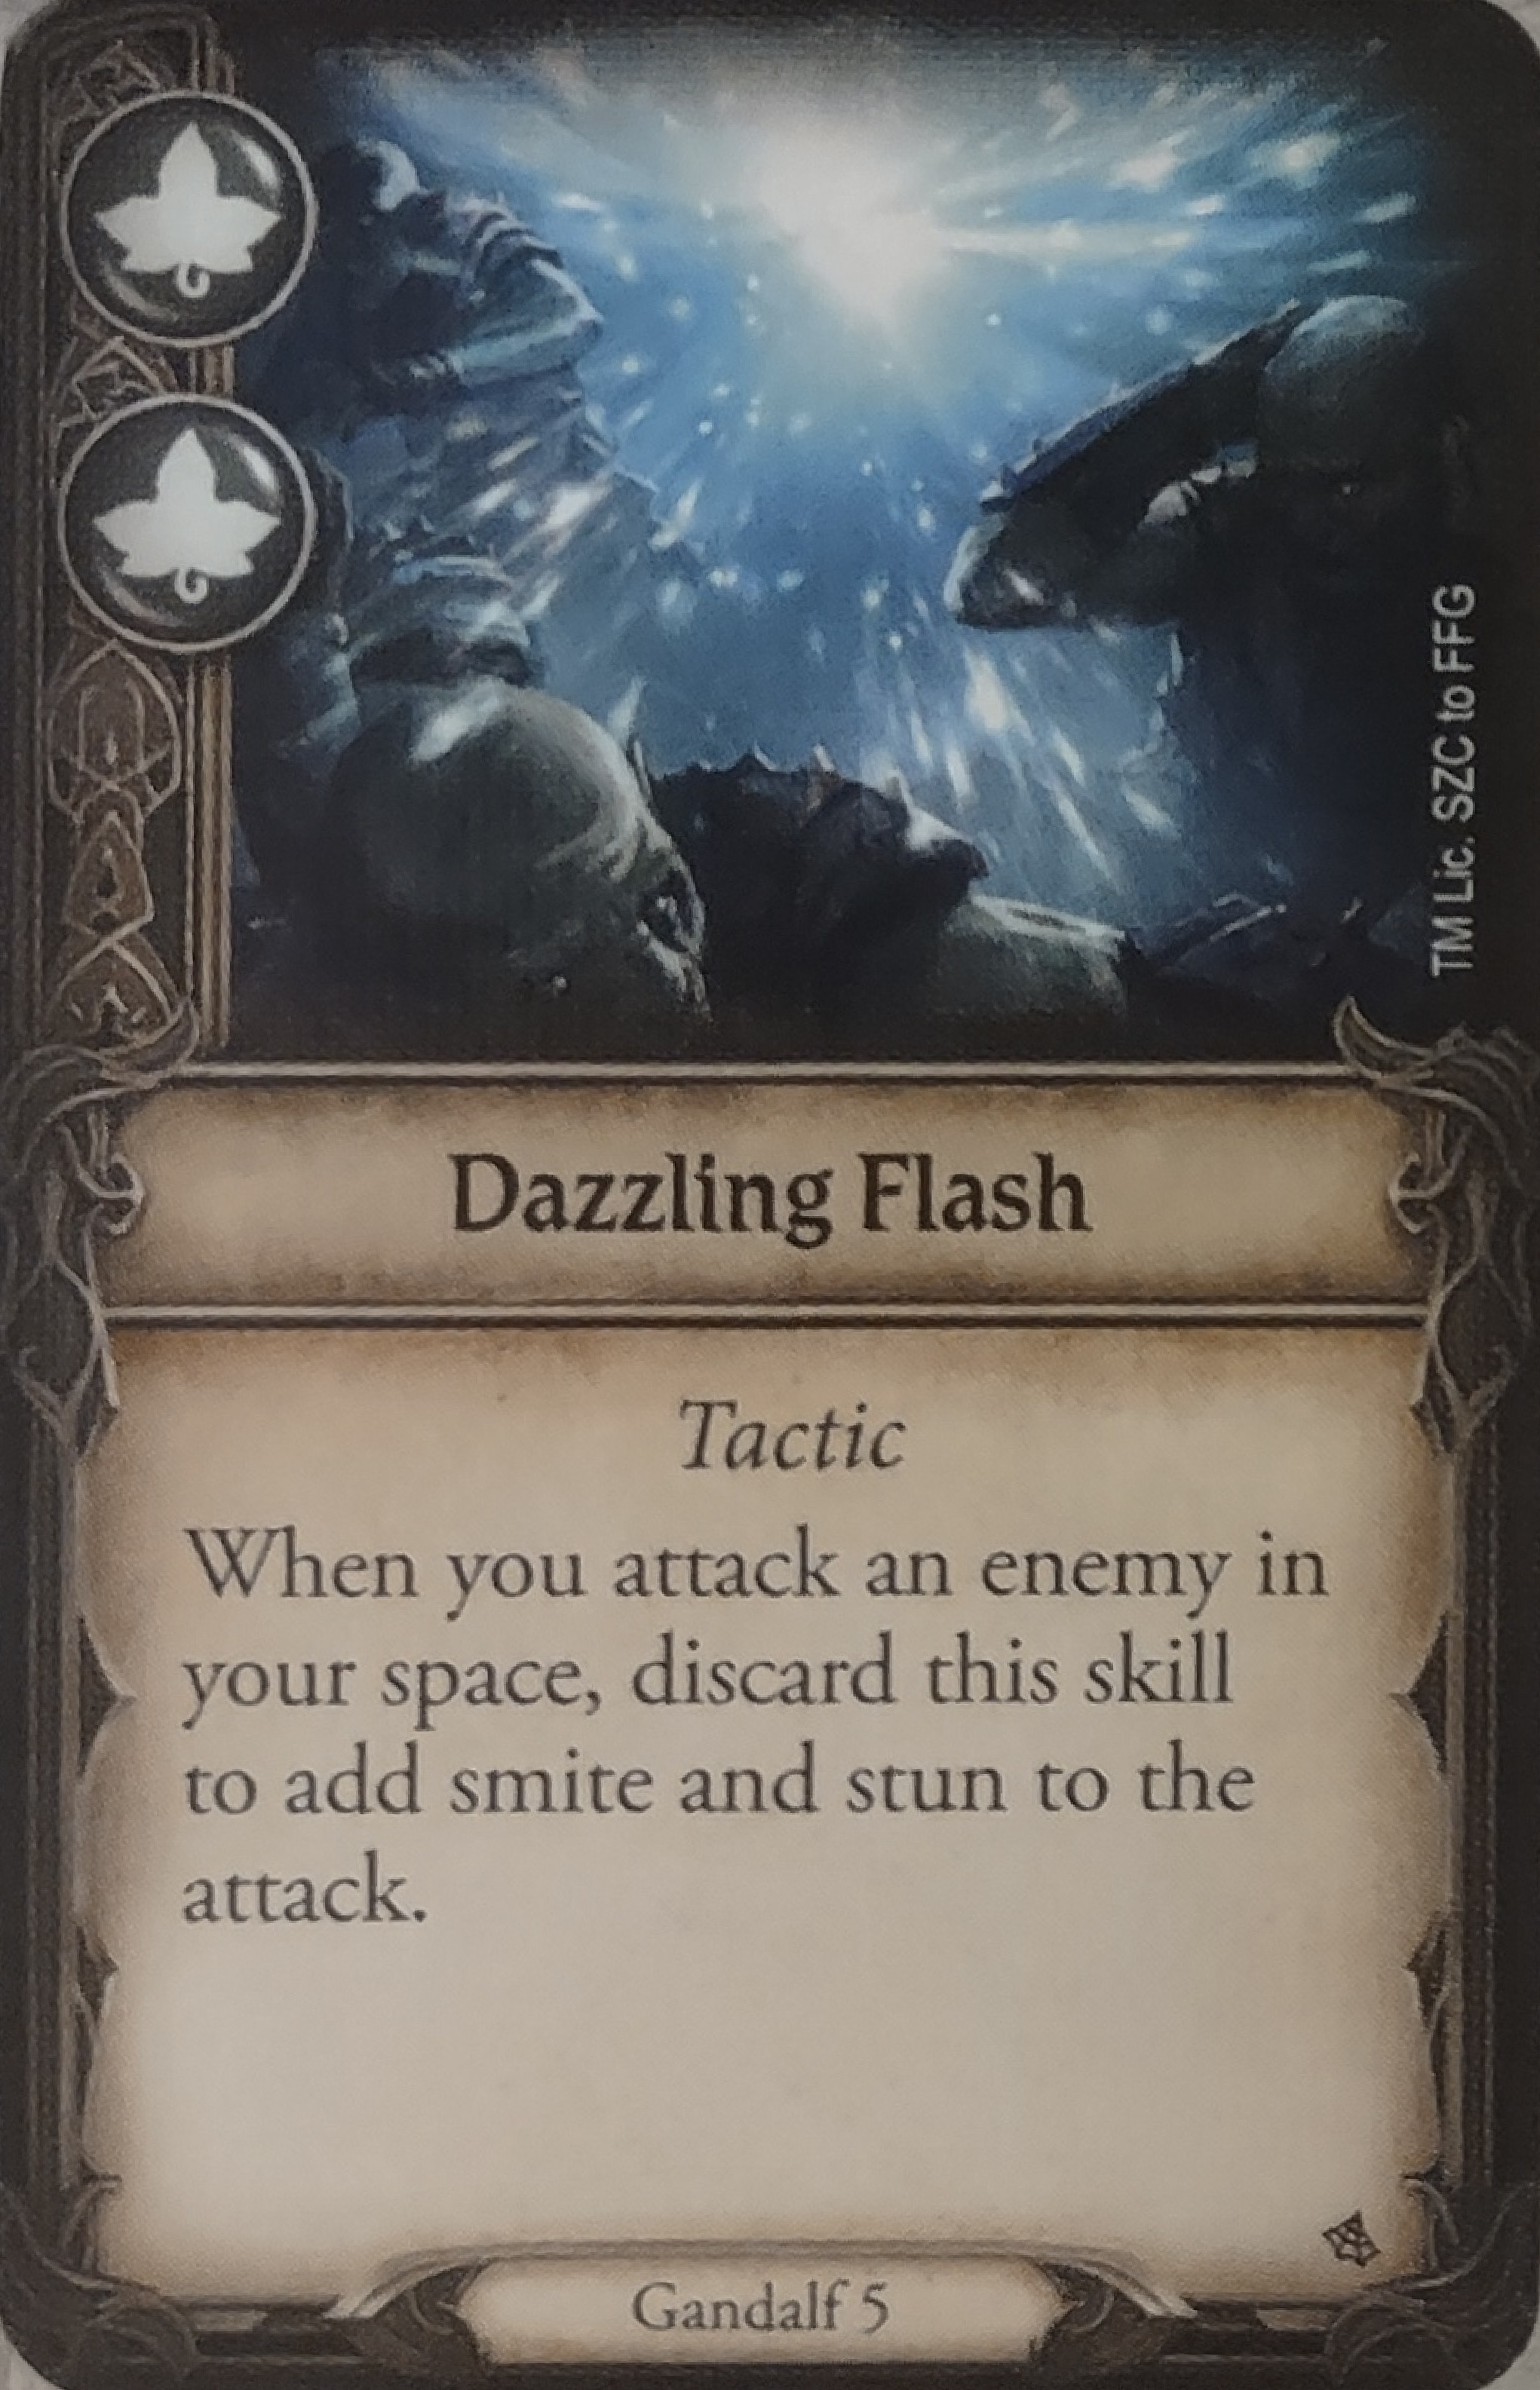 TM Lic. SZC to FFG
Dazzling Flash
Tactic
When you attack an enemy in
your space, discard this skill
to add smite and stun to the
attack.
Gandalf 5